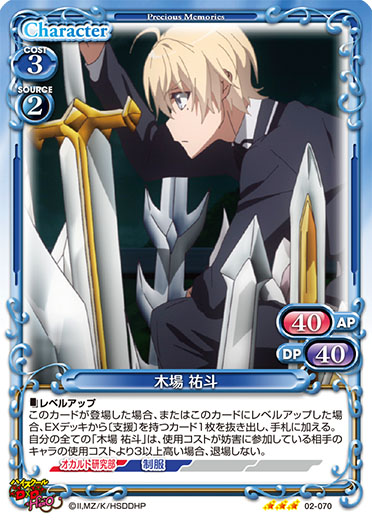 Precious Memories
Character
COST
3
SOURCE
2
40 AP
DP 40
木場 祐斗
レベルアップ
このカードが登場した場合、またはこのカードにレベルアップした場
合、EXデッキから[支援]を持つカード1枚を抜き出し、手札に加える。
自分の全ての「木場 祐斗」は、使用コストが妨害に参加している相手の
キャラの使用コストより3以上高い場合、退場しない。
オカルト研究部 制服
ハイスクール
D×D
HERO
©II,MZ/K/HSDDHP
02-070